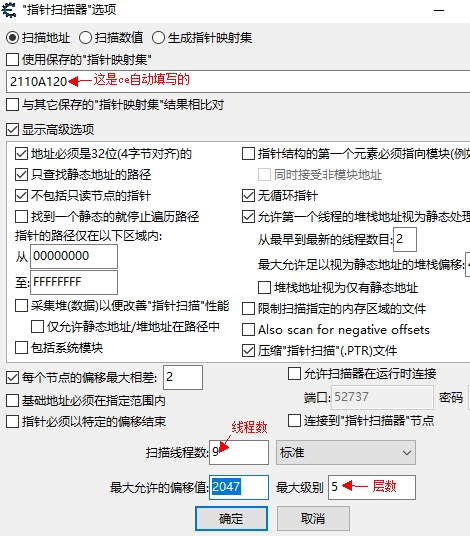 "指针扫描器"选项
扫描地址 扫描数值 生成指针映射集
使用保存的"指针映射集"
2110A120 这是ce自动填写的
与其它保存的"指针映射集"结果相比对
显示高级选项
地址必须是32位(4字节对齐)的 指针结构的第一个元素必须指向模块(例如
只查找静态地址的路径 同时接受非模块地址
不包括只读节点的指针 无循环指针
找到一个静态的就停止遍历路径 允许第一个线程的堆栈地址视为静态处理
指针的路径仅在以下区域内: 从最早到最新的线程数目: 2
从 00000000 最大允许足以视为静态地址的堆栈偏移: 4
至: FFFFFFFF 堆栈地址视为仅有静态地址
采集堆(数据)以便改善"指针扫描"性能 限制扫描指定的内存区域的文件
仅允许静态地址/堆地址在路径中 Also scan for negative offsets
包括系统模块 压缩"指针扫描"(.PTR)文件
每个节点的偏移最大相差: 2 允许扫描器在运行时连接
基础地址必须在指定范围内 端口: 52737 密码
指针必须以特定的偏移结束 连接到"指针扫描器"节点
线程数
扫描线程数: 9 标准
最大允许的偏移值: 2047 最大级别 5 层数
确定 取消